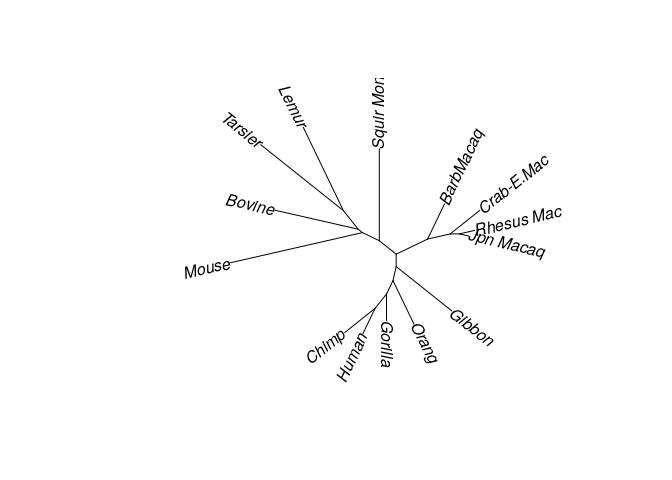 Squir Mon
Lemur
Tarsier
BarbMacaq
Crab-E.Mac
Bovine
Rhesus Mac
Jpn Macaq
Mouse
Gibbon
Chimp
Human
Gorilla
Orang